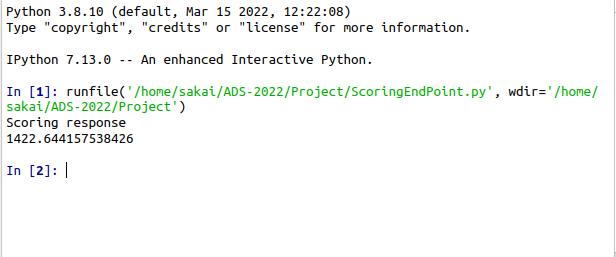 Python 3.8.10 (default, Mar 15 2022, 12:22:08)
Type "copyright", "credits" or "license" for more information.
IPython 7.13.0 -- An enhanced Interactive Python.
In [1]: runfile('/home/sakai/ADS-2022/Project/ScoringEndPoint.py', wdir='/home/
sakai/ADS-2022/Project')
Scoring response
1422.644157538426
In [2]: